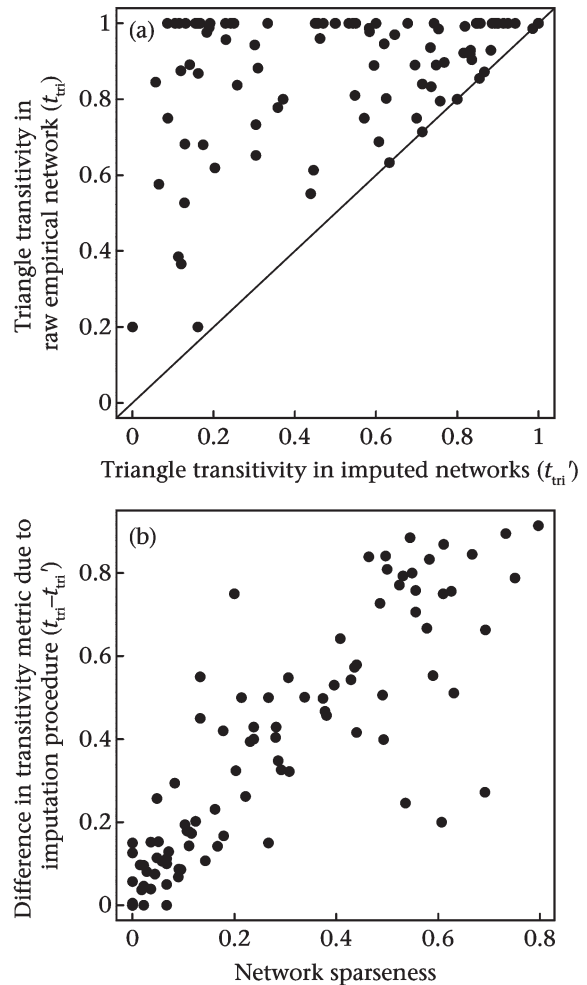 (a)
Triangle transitivity in
raw empirical network (t_tri)
1
0.8
0.6
0.4
0.2
0
0 0.2 0.4 0.6 0.8 1
Triangle transitivity in imputed networks (t_tri′)
(b)
Difference in transitivity metric due to
imputation procedure (t_tri–t_tri′)
0.8
0.6
0.4
0.2
0
0 0.2 0.4 0.6 0.8
Network sparseness